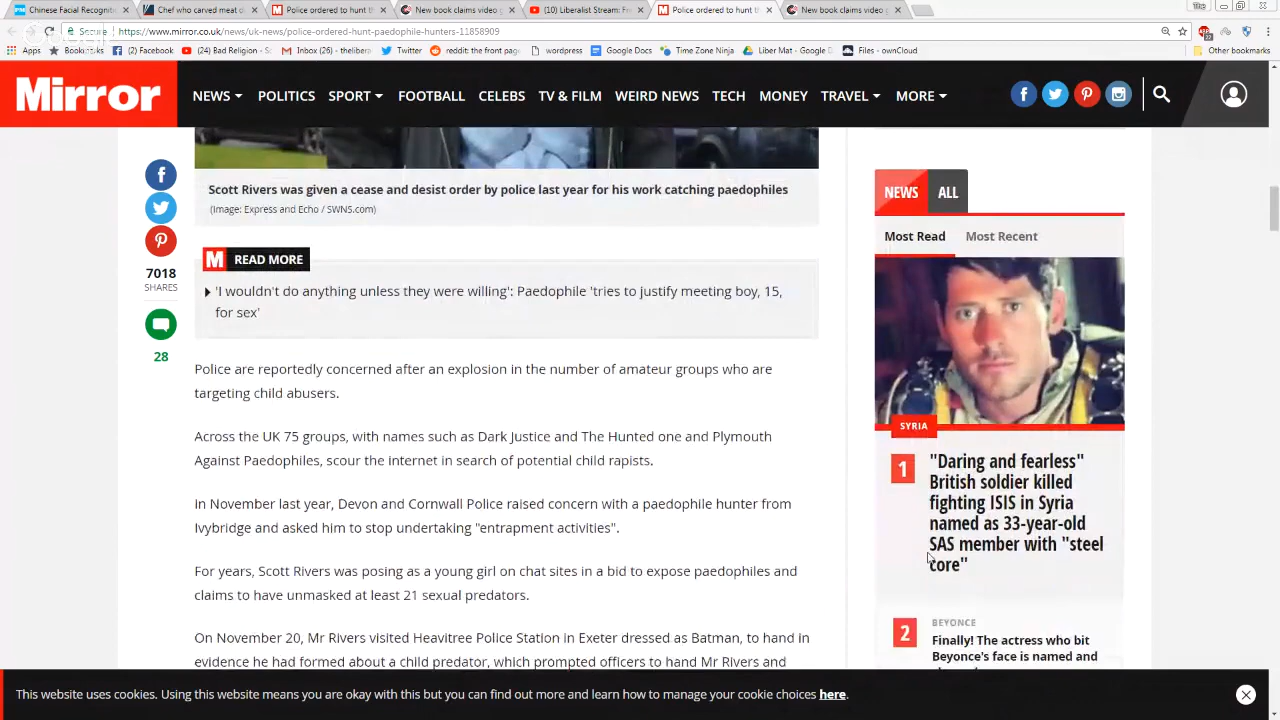 Chinese Facial Recogniti
Chef who carved meat d
Police ordered to hunt th
New book claims video g
(10) Liberalist Stream: Fr
Police ordered to hunt th
New book claims video g
Secure
https://www.mirror.co.uk/news/uk-news/police-ordered-hunt-paedophile-hunters-11858909
Apps Bookmarks (2) Facebook (24) Bad Religion - S Inbox (26) - thelibera Twitter reddit: the front pag wordpress Google Docs Time Zone Ninja Liber Mat - Google D Files - ownCloud Other bookmarks
Mirror
NEWS POLITICS SPORT FOOTBALL CELEBS TV & FILM WEIRD NEWS TECH MONEY TRAVEL MORE
Scott Rivers was given a cease and desist order by police last year for his work catching paedophiles
(Image: Express and Echo / SWNS.com)
7018
SHARES
28
M READ MORE
'I wouldn't do anything unless they were willing': Paedophile 'tries to justify meeting boy, 15,
for sex'
Police are reportedly concerned after an explosion in the number of amateur groups who are
targeting child abusers.
Across the UK 75 groups, with names such as Dark Justice and The Hunted one and Plymouth
Against Paedophiles, scour the internet in search of potential child rapists.
In November last year, Devon and Cornwall Police raised concern with a paedophile hunter from
Ivybridge and asked him to stop undertaking "entrapment activities".
For years, Scott Rivers was posing as a young girl on chat sites in a bid to expose paedophiles and
claims to have unmasked at least 21 sexual predators.
On November 20, Mr Rivers visited Heavitree Police Station in Exeter dressed as Batman, to hand in
evidence he had formed about a child predator, which prompted officers to hand Mr Rivers and
NEWS ALL
Most Read Most Recent
SYRIA
1
"Daring and fearless"
British soldier killed
fighting ISIS in Syria
named as 33-year-old
SAS member with "steel
core"
2
BEYONCE
Finally! The actress who bit
Beyonce's face is named and
This website uses cookies. Using this website means you are okay with this but you can find out more and learn how to manage your cookie choices here.